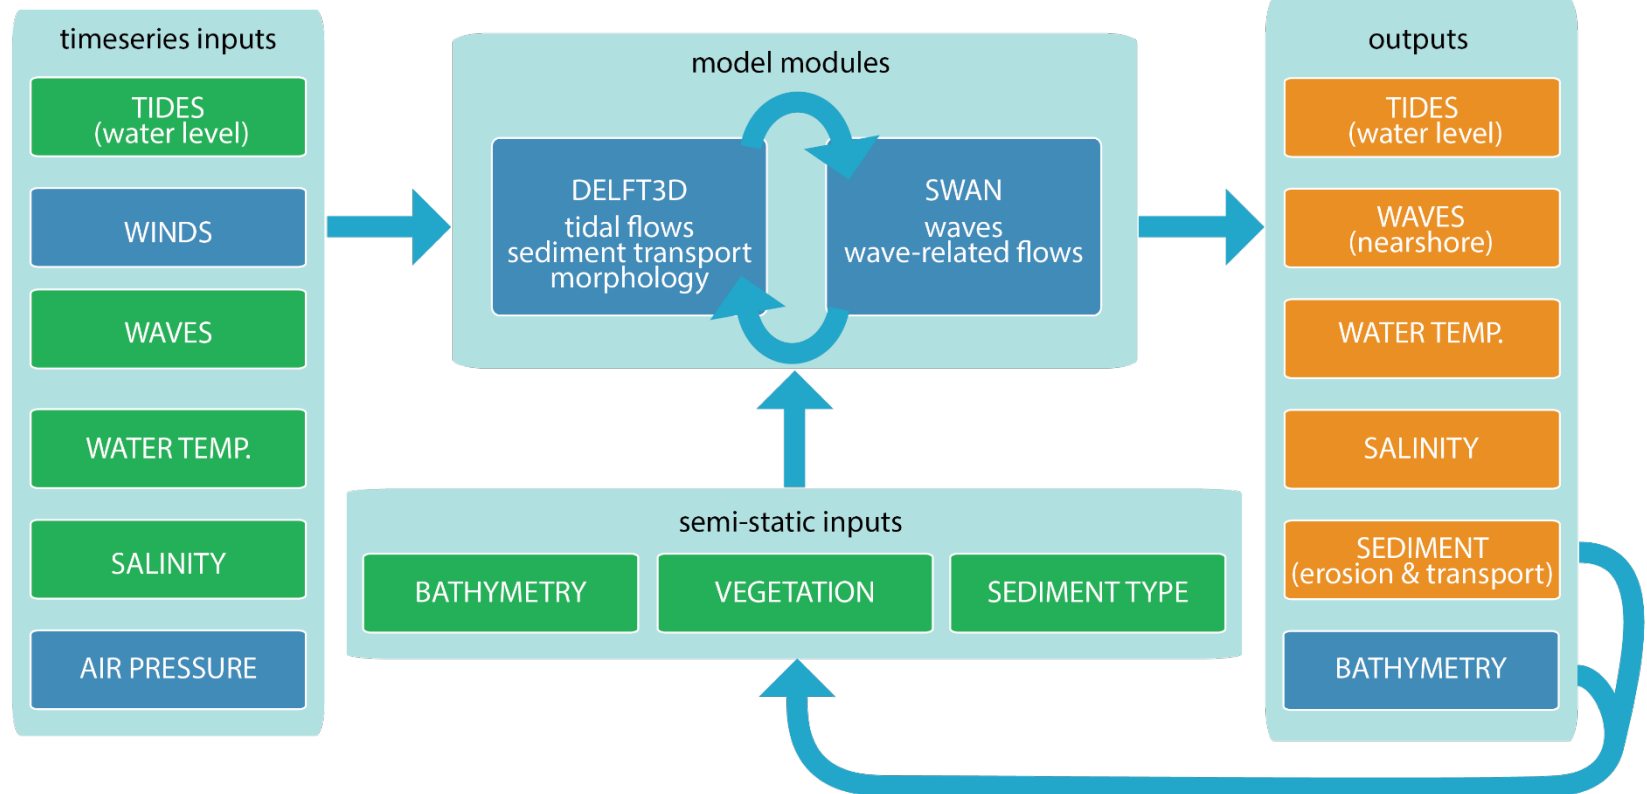 timeseries inputs
TIDES
(water level)
WINDS
WAVES
WATER TEMP.
SALINITY
AIR PRESSURE
model modules
DELFT3D
tidal flows
sediment transport
morphology
SWAN
waves
wave-related flows
semi-static inputs
BATHYMETRY
VEGETATION
SEDIMENT TYPE
outputs
TIDES
(water level)
WAVES
(nearshore)
WATER TEMP.
SALINITY
SEDIMENT
(erosion & transport)
BATHYMETRY